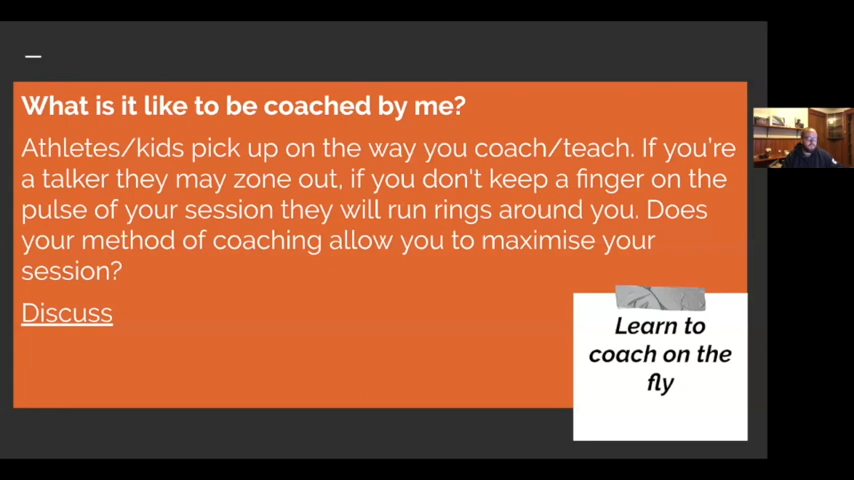 What is it like to be coached by me?
Athletes/kids pick up on the way you coach/teach. If you're
a talker they may zone out, if you don't keep a finger on the
pulse of your session they will run rings around you. Does
your method of coaching allow you to maximise your
session?
Discuss
Learn to
coach on the
fly